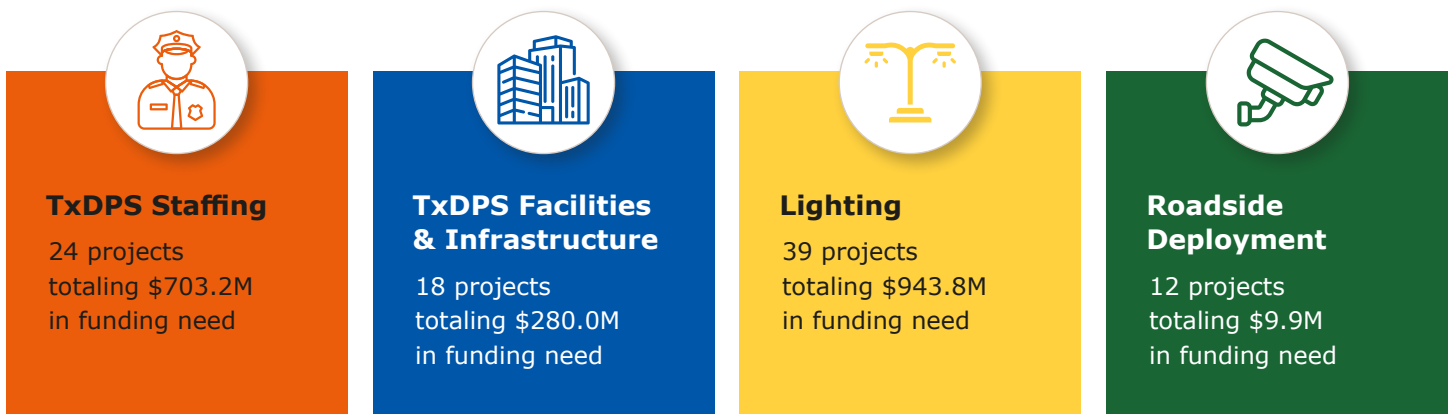 TxDPS Staffing
24 projects
totaling $703.2M
in funding need
TxDPS Facilities
& Infrastructure
18 projects
totaling $280.0M
in funding need
Lighting
39 projects
totaling $943.8M
in funding need
Roadside
Deployment
12 projects
totaling $9.9M
in funding need